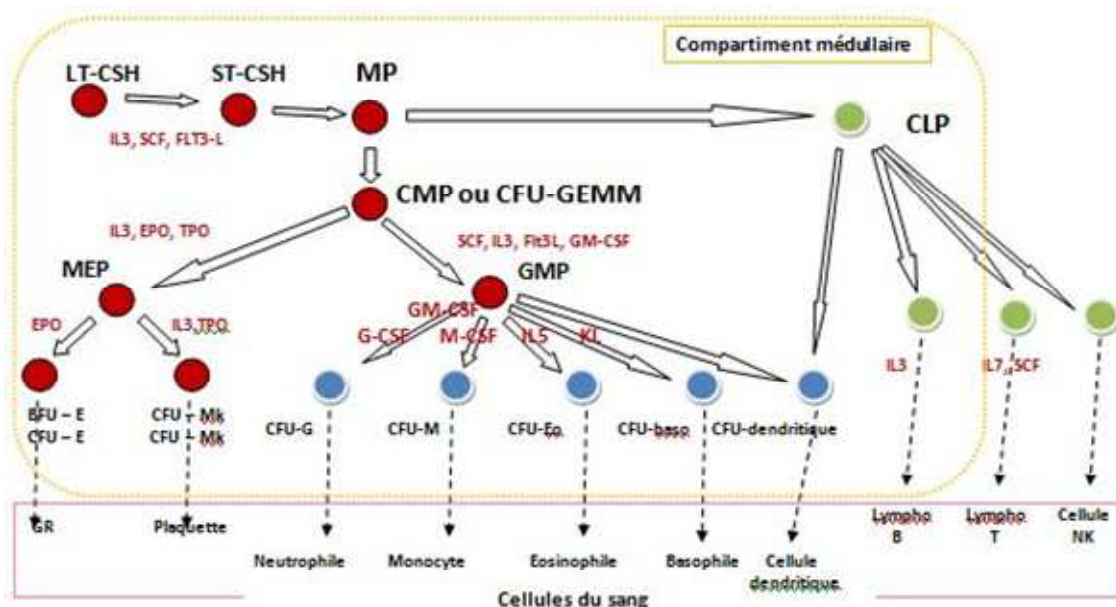 Compartiment médullaire
LT-CSH
ST-CSH
MP
CLP
IL3, SCF, FLT3-L
CMP ou CFU-GEMM
IL3, EPO, TPO
SCF, IL3, Flt3L, GM-CSF
MEP
GMP
GM-CSF
EPO
IL3,TPO
G-CSF
M-CSF
IL5
KL
IL3
IL7, SCF
BFU – E
CFU – E
CFU – Mk
CFU – Mk
CFU-G
CFU-M
CFU-Eo
CFU-baso
CFU-dendritique
GR
Plaquette
Neutrophile
Monocyte
Eosinophile
Basophile
Cellule
dendritique
Lympho
B
Lympho
T
Cellule
NK
Cellules du sang